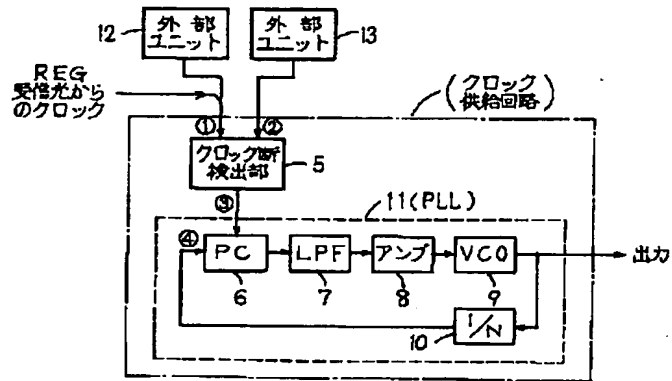 12
外部
ユニット
外部
ユニット
13
REG
受信光から
のクロック
(クロック
供給回路)
①
②
クロック断
検出部
5
③
11(PLL)
④
PC
LPF
アンプ
VCO
出力
6
7
8
9
1/N
10